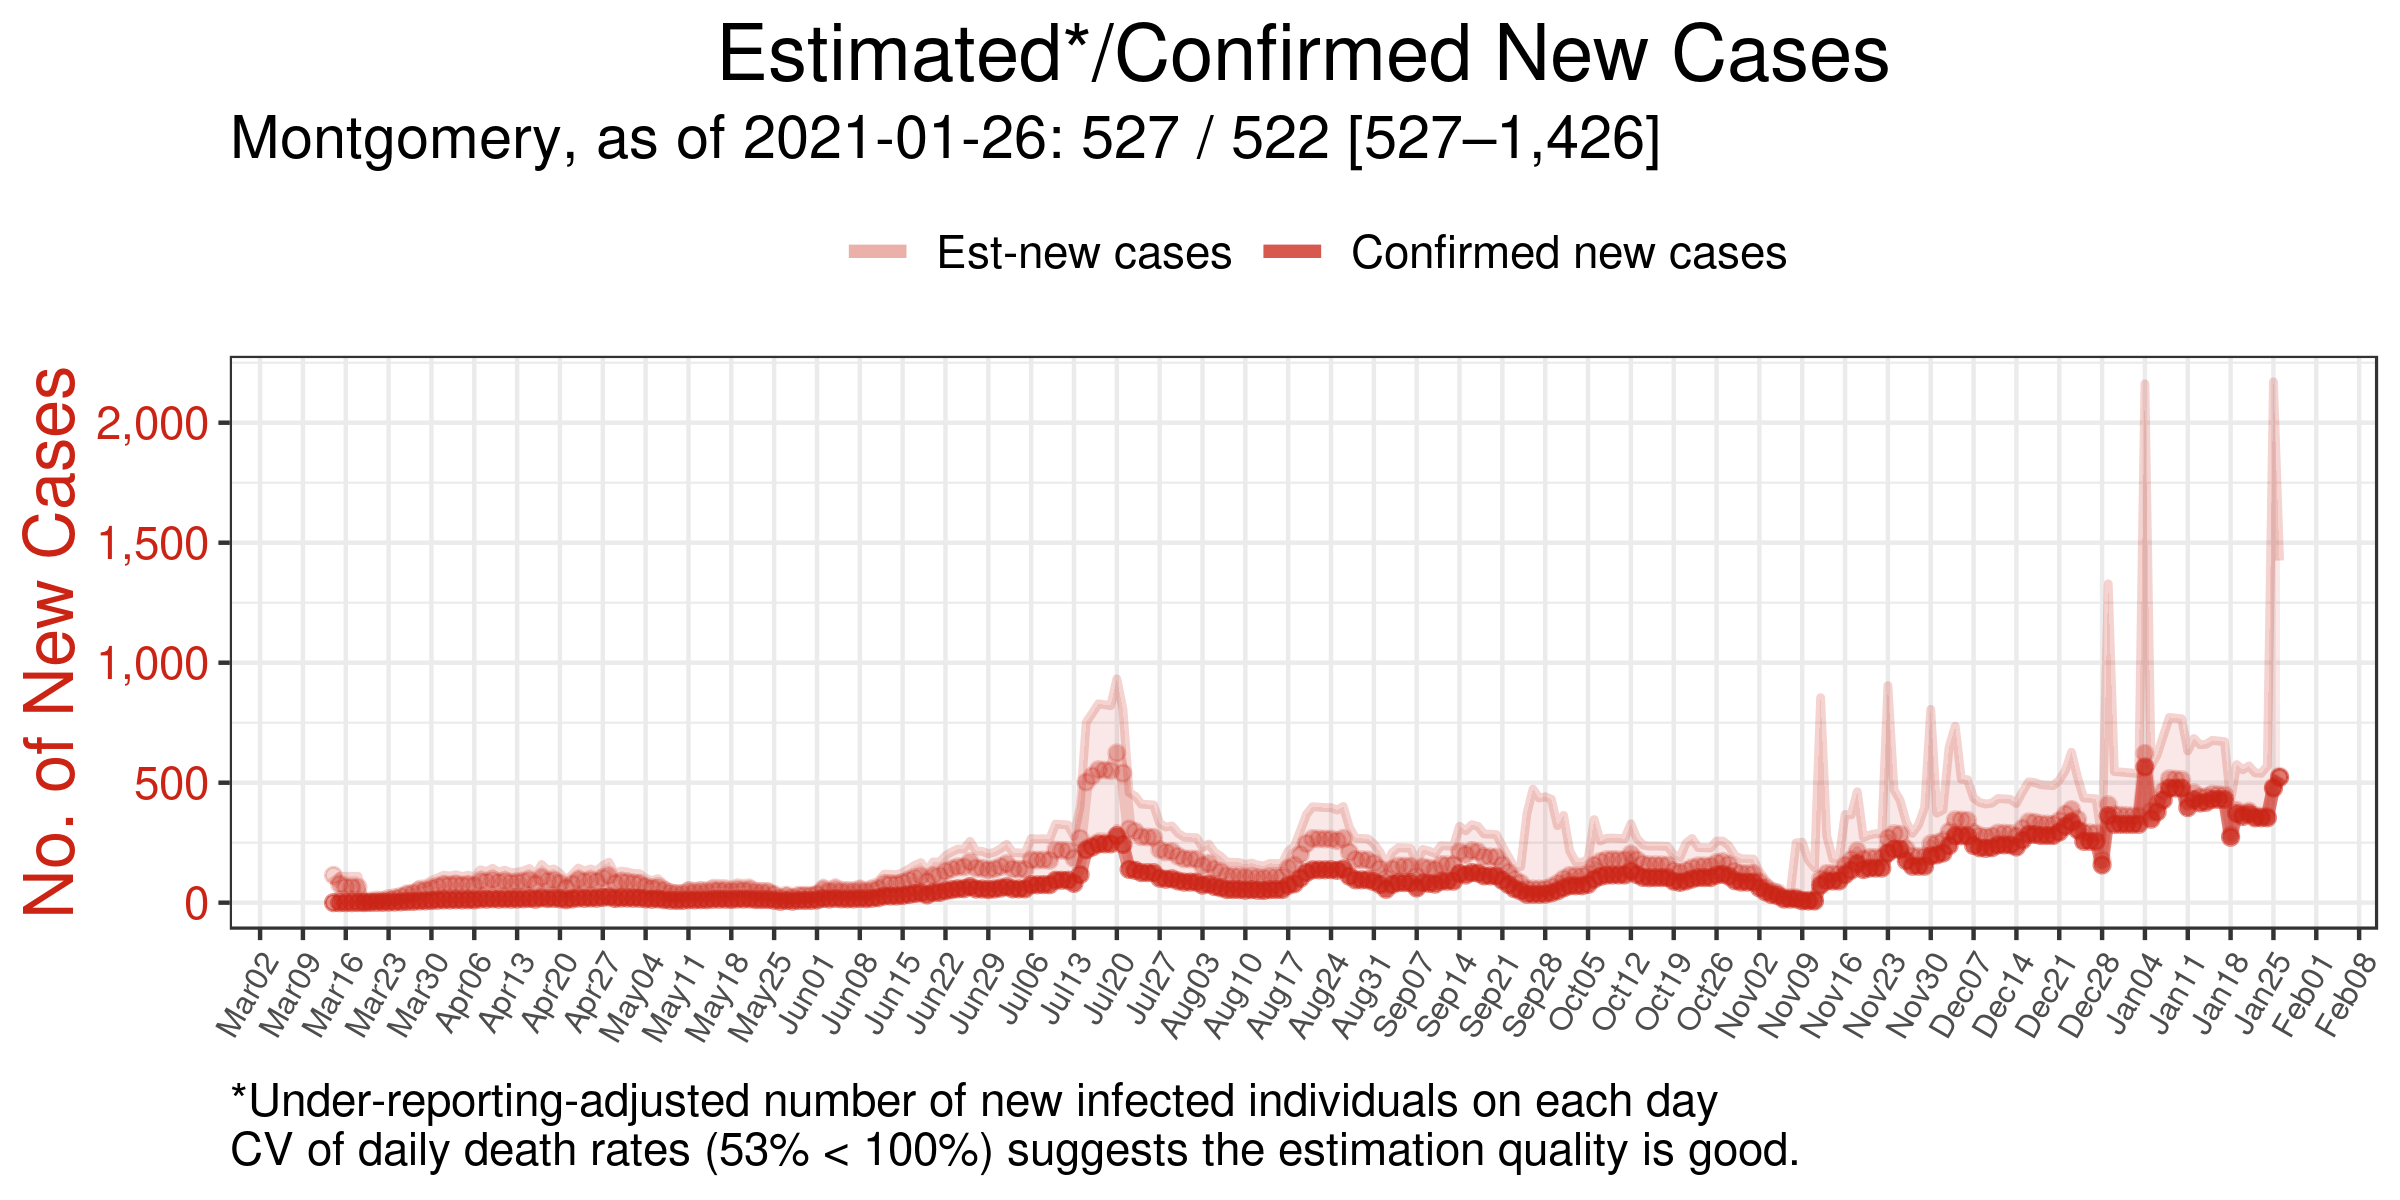 Estimated*/Confirmed New Cases
Montgomery, as of 2021-01-26: 527 / 522 [527–1,426]
Est-new cases Confirmed new cases
No. of New Cases
2,000
1,500
1,000
500
0
Mar02 Mar09 Mar16 Mar23 Mar30 Apr06 Apr13 Apr20 Apr27 May04 May11 May18 May25 Jun01 Jun08 Jun15 Jun22 Jun29 Jul06 Jul13 Jul20 Jul27 Aug03 Aug10 Aug17 Aug24 Aug31 Sep07 Sep14 Sep21 Sep28 Oct05 Oct12 Oct19 Oct26 Nov02 Nov09 Nov16 Nov23 Nov30 Dec07 Dec14 Dec21 Dec28 Jan04 Jan11 Jan18 Jan25 Feb01 Feb08
*Under-reporting-adjusted number of new infected individuals on each day
CV of daily death rates (53% < 100%) suggests the estimation quality is good.